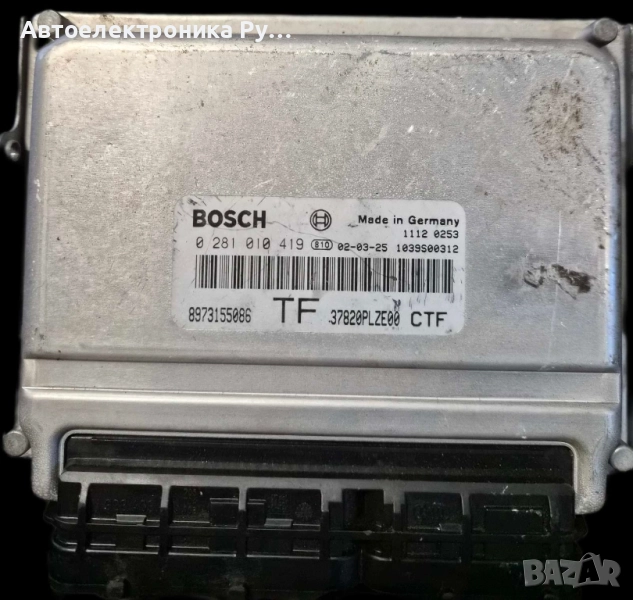 Автоелектроника Ру...
BOSCH Made in Germany
1112 0253
0 281 010 419 810 02-03-25 1039S00312
8973155086 TF 37820PLZE00 CTF
BAZAR